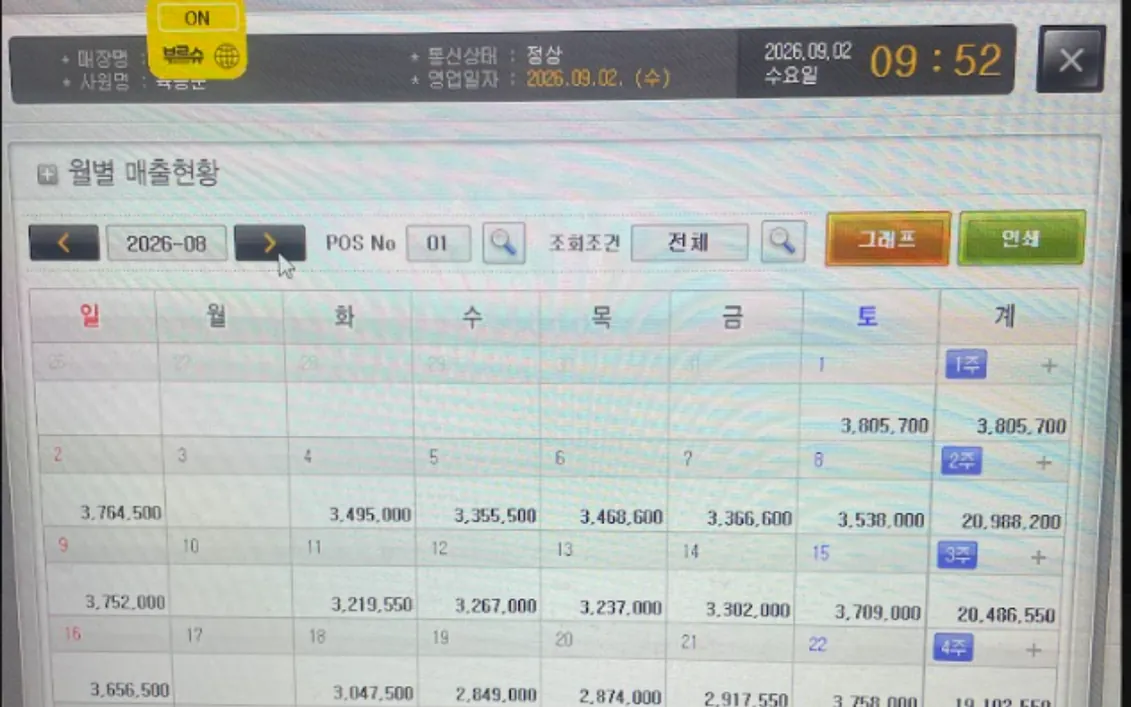 ON
* 매장명 : 브르슈
* 통신상태 : 정상
2026.09.02
09 : 52
* 사원명 :
* 영업일자 : 2026.09.02. (수)
수요일
월별 매출현황
2026-08
POS No 01
조회조건 전체
그래프
인쇄
일 월 화 수 목 금 토 계
1 1주 +
3,805,700 3,805,700
2 3 4 5 6 7 8 2주 +
3,764,500 3,495,000 3,355,500 3,468,600 3,366,600 3,538,000 20,988,200
9 10 11 12 13 14 15 3주 +
3,752,000 3,219,550 3,267,000 3,237,000 3,302,000 3,709,000 20,486,550
16 17 18 19 20 21 22 4주 +
3,656,500 3,047,500 2,849,000 2,874,000 2,917,550 3,758,000 19,102,550